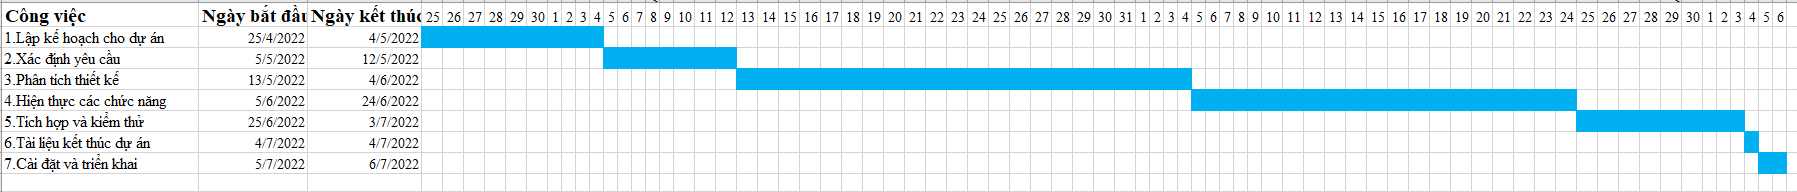 Công việc Ngày bắt đầu Ngày kết thúc 25 26 27 28 29 30 1 2 3 4 5 6 7 8 9 10 11 12 13 14 15 16 17 18 19 20 21 22 23 24 25 26 27 28 29 30 31 1 2 3 4 5 6 7 8 9 10 11 12 13 14 15 16 17 18 19 20 21 22 23 24 25 26 27 28 29 30 1 2 3 4 5 6
1.Lập kế hoạch cho dự án 25/4/2022 4/5/2022
2.Xác định yêu cầu 5/5/2022 12/5/2022
3.Phân tích thiết kế 13/5/2022 4/6/2022
4.Hiện thực các chức năng 5/6/2022 24/6/2022
5.Tích hợp và kiểm thử 25/6/2022 3/7/2022
6.Tài liệu kết thúc dự án 4/7/2022 4/7/2022
7.Cài đặt và triển khai 5/7/2022 6/7/2022